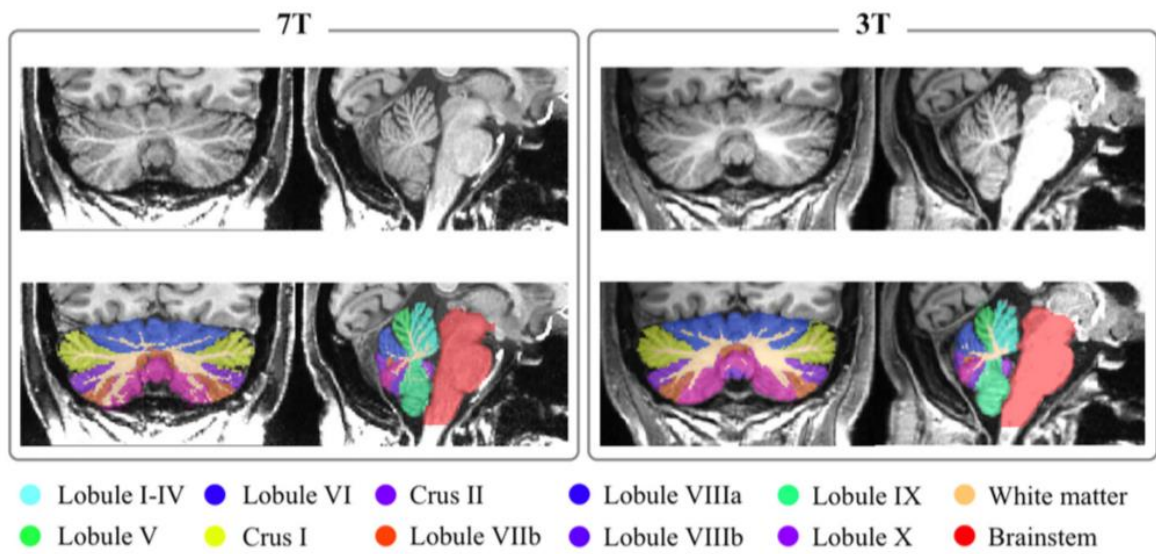 7T
3T
Lobule I-IV
Lobule VI
Crus II
Lobule VIIIa
Lobule IX
White matter
Lobule V
Crus I
Lobule VIIb
Lobule VIIIb
Lobule X
Brainstem